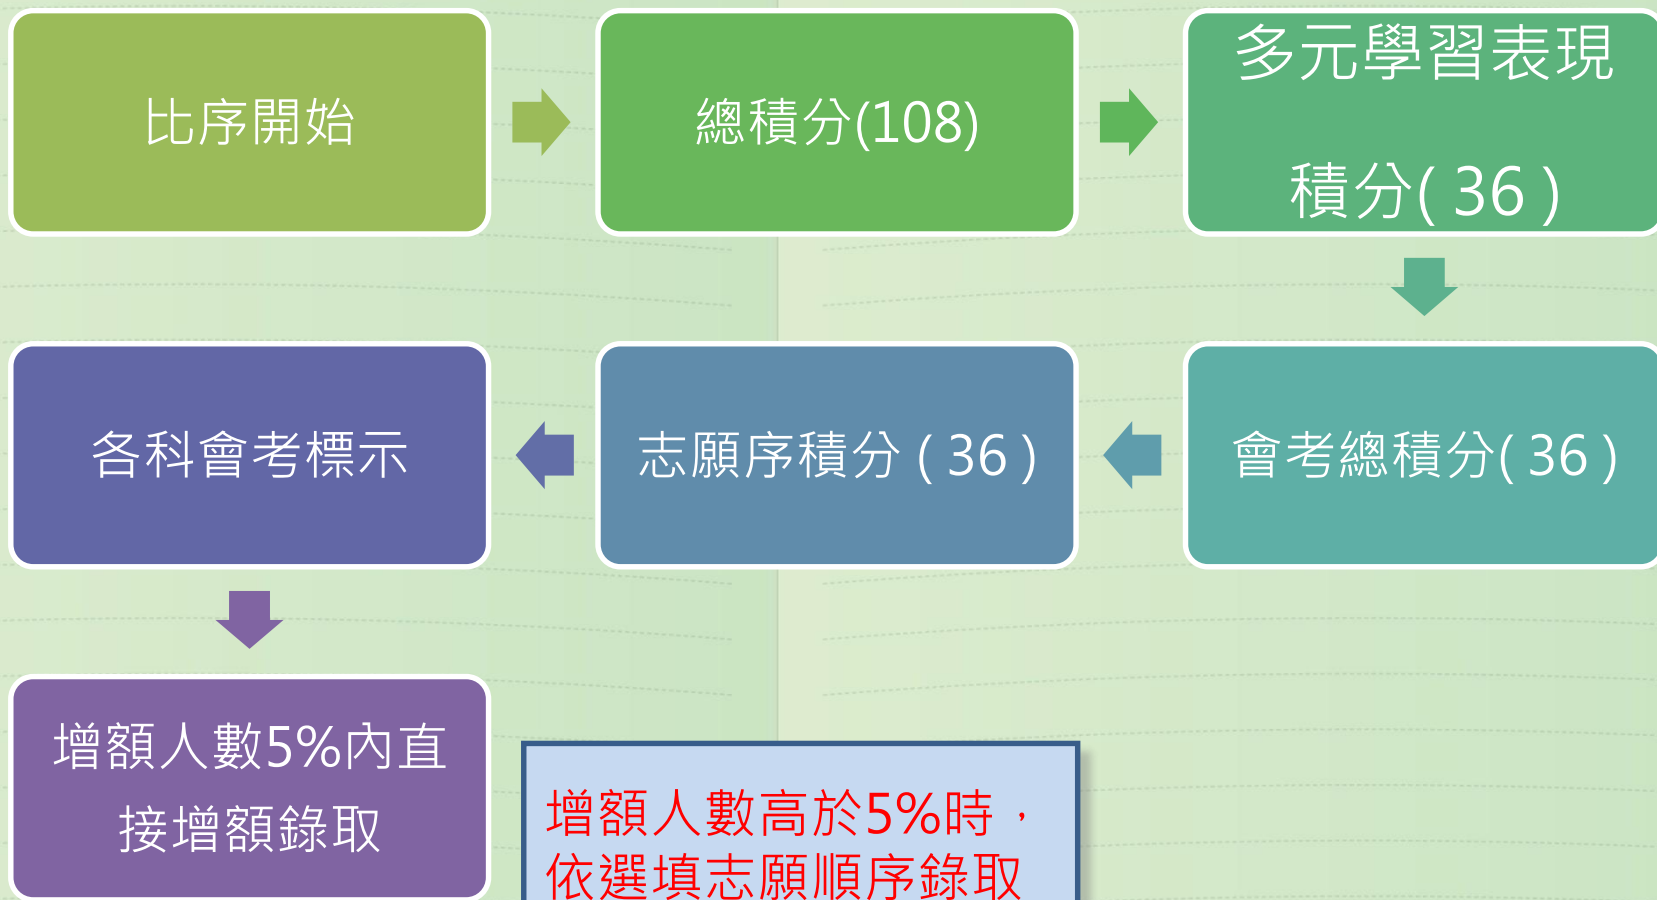 比序開始
總積分(108)
多元學習表現
積分( 36 )
會考總積分( 36 )
志願序積分 ( 36 )
各科會考標示
增額人數5%內直
接增額錄取
增額人數高於5%時，
依選填志願順序錄取